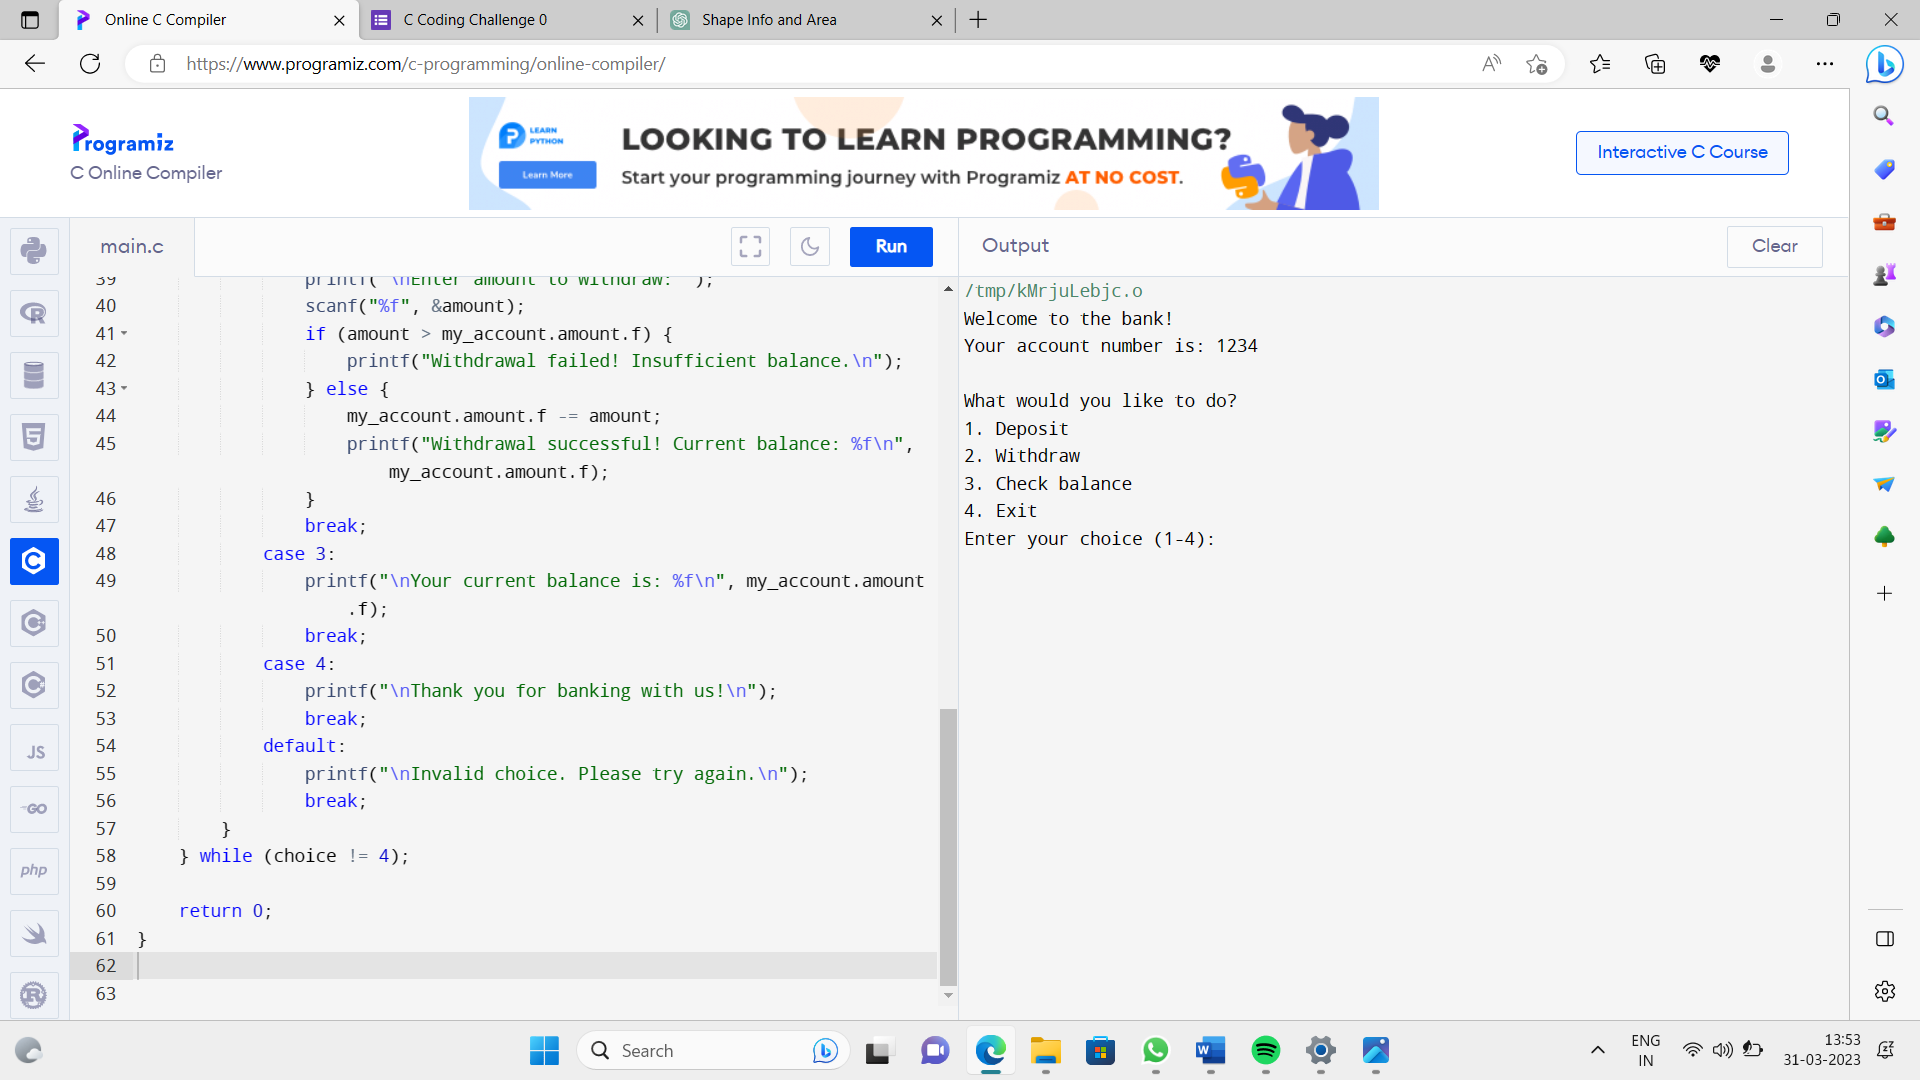 Online C Compiler
C Coding Challenge 0
Shape Info and Area
https://www.programiz.com/c-programming/online-compiler/
Programiz
C Online Compiler
LEARN PYTHON
Learn More
LOOKING TO LEARN PROGRAMMING?
Start your programming journey with Programiz AT NO COST.
Interactive C Course
main.c
Run
Output
Clear
39 printf("\nEnter amount to withdraw: ");
40 scanf("%f", &amount);
41 if (amount > my_account.amount.f) {
42 printf("Withdrawal failed! Insufficient balance.\n");
43 } else {
44 my_account.amount.f -= amount;
45 printf("Withdrawal successful! Current balance: %f\n",
my_account.amount.f);
46 }
47 break;
48 case 3:
49 printf("\nYour current balance is: %f\n", my_account.amount
.f);
50 break;
51 case 4:
52 printf("\nThank you for banking with us!\n");
53 break;
54 default:
55 printf("\nInvalid choice. Please try again.\n");
56 break;
57 }
58 } while (choice != 4);
59
60 return 0;
61 }
62
63
/tmp/kMrjuLebjc.o
Welcome to the bank!
Your account number is: 1234
What would you like to do?
1. Deposit
2. Withdraw
3. Check balance
4. Exit
Enter your choice (1-4):
JS
GO
php
Search
ENG
IN
13:53
31-03-2023